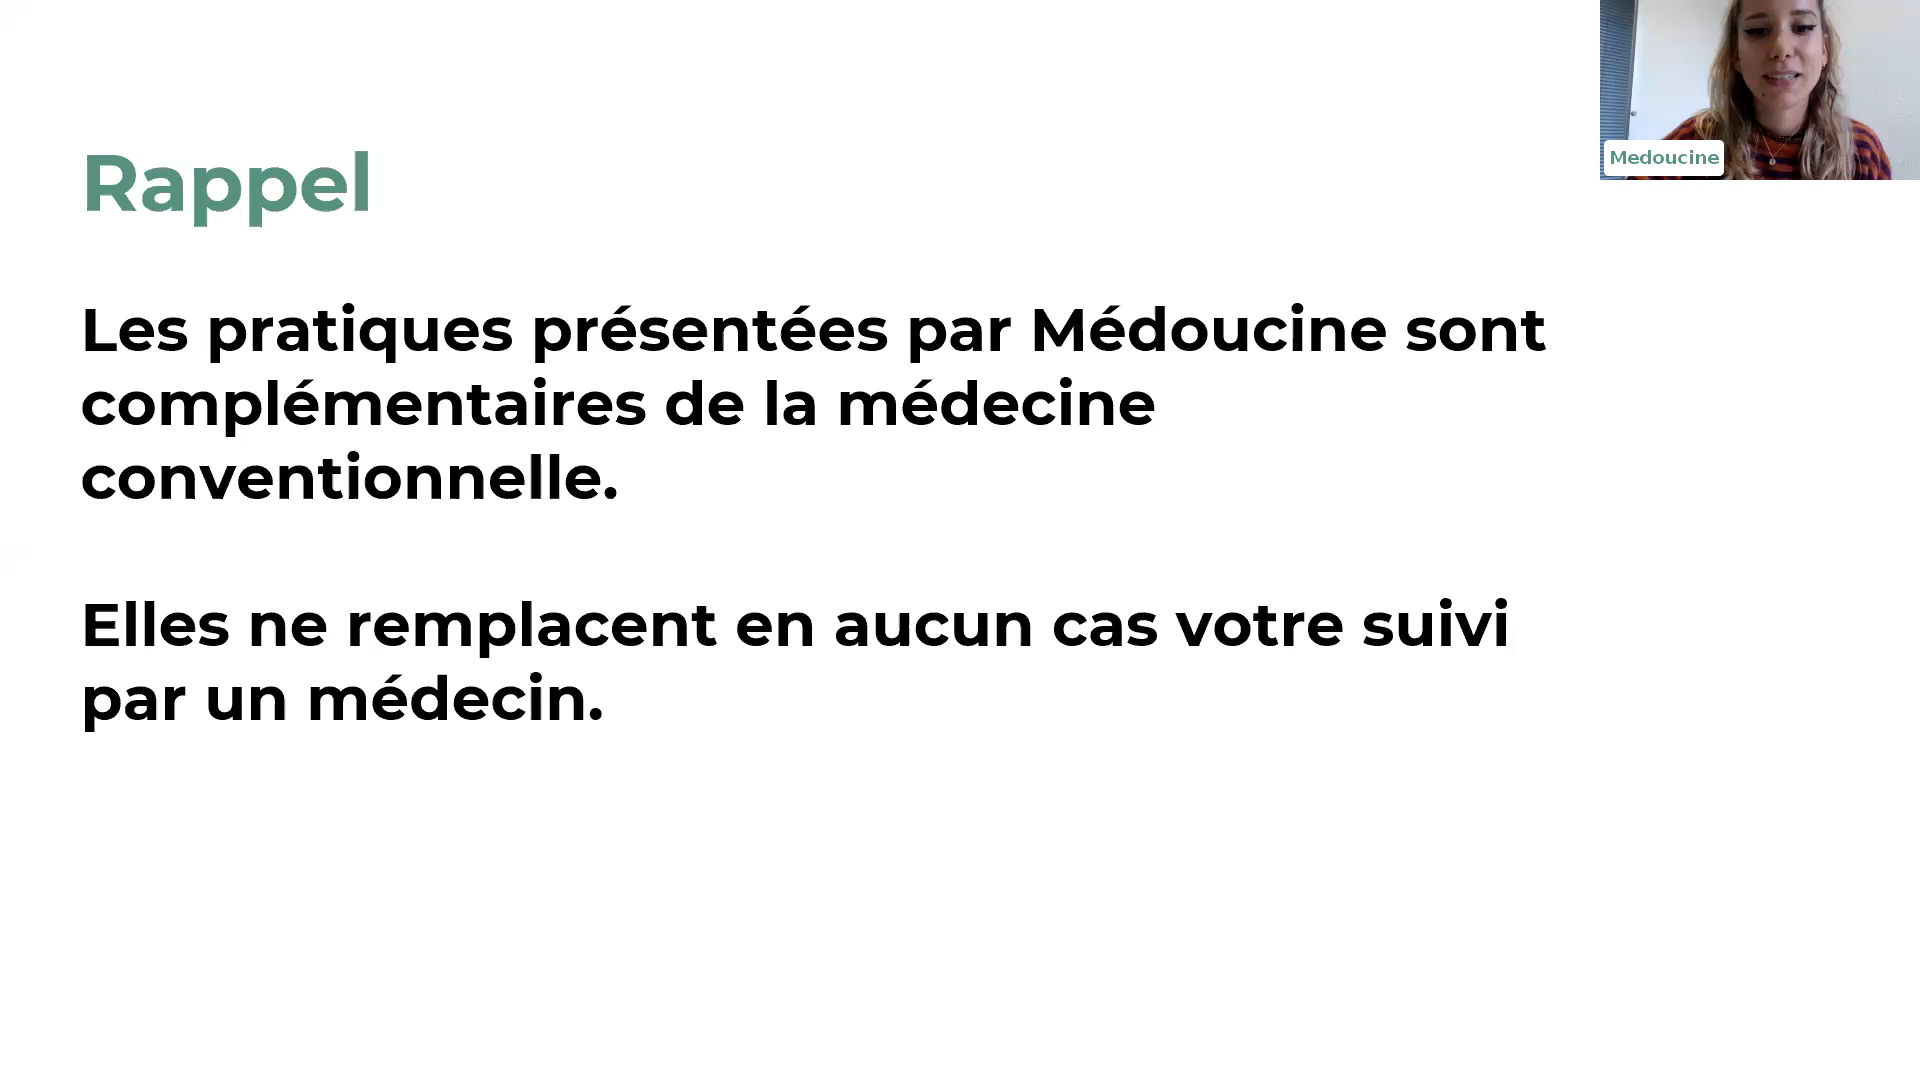 Rappel
Les pratiques présentées par Médoucine sont
complémentaires de la médecine
conventionnelle.
Elles ne remplacent en aucun cas votre suivi
par un médecin.
Medoucine